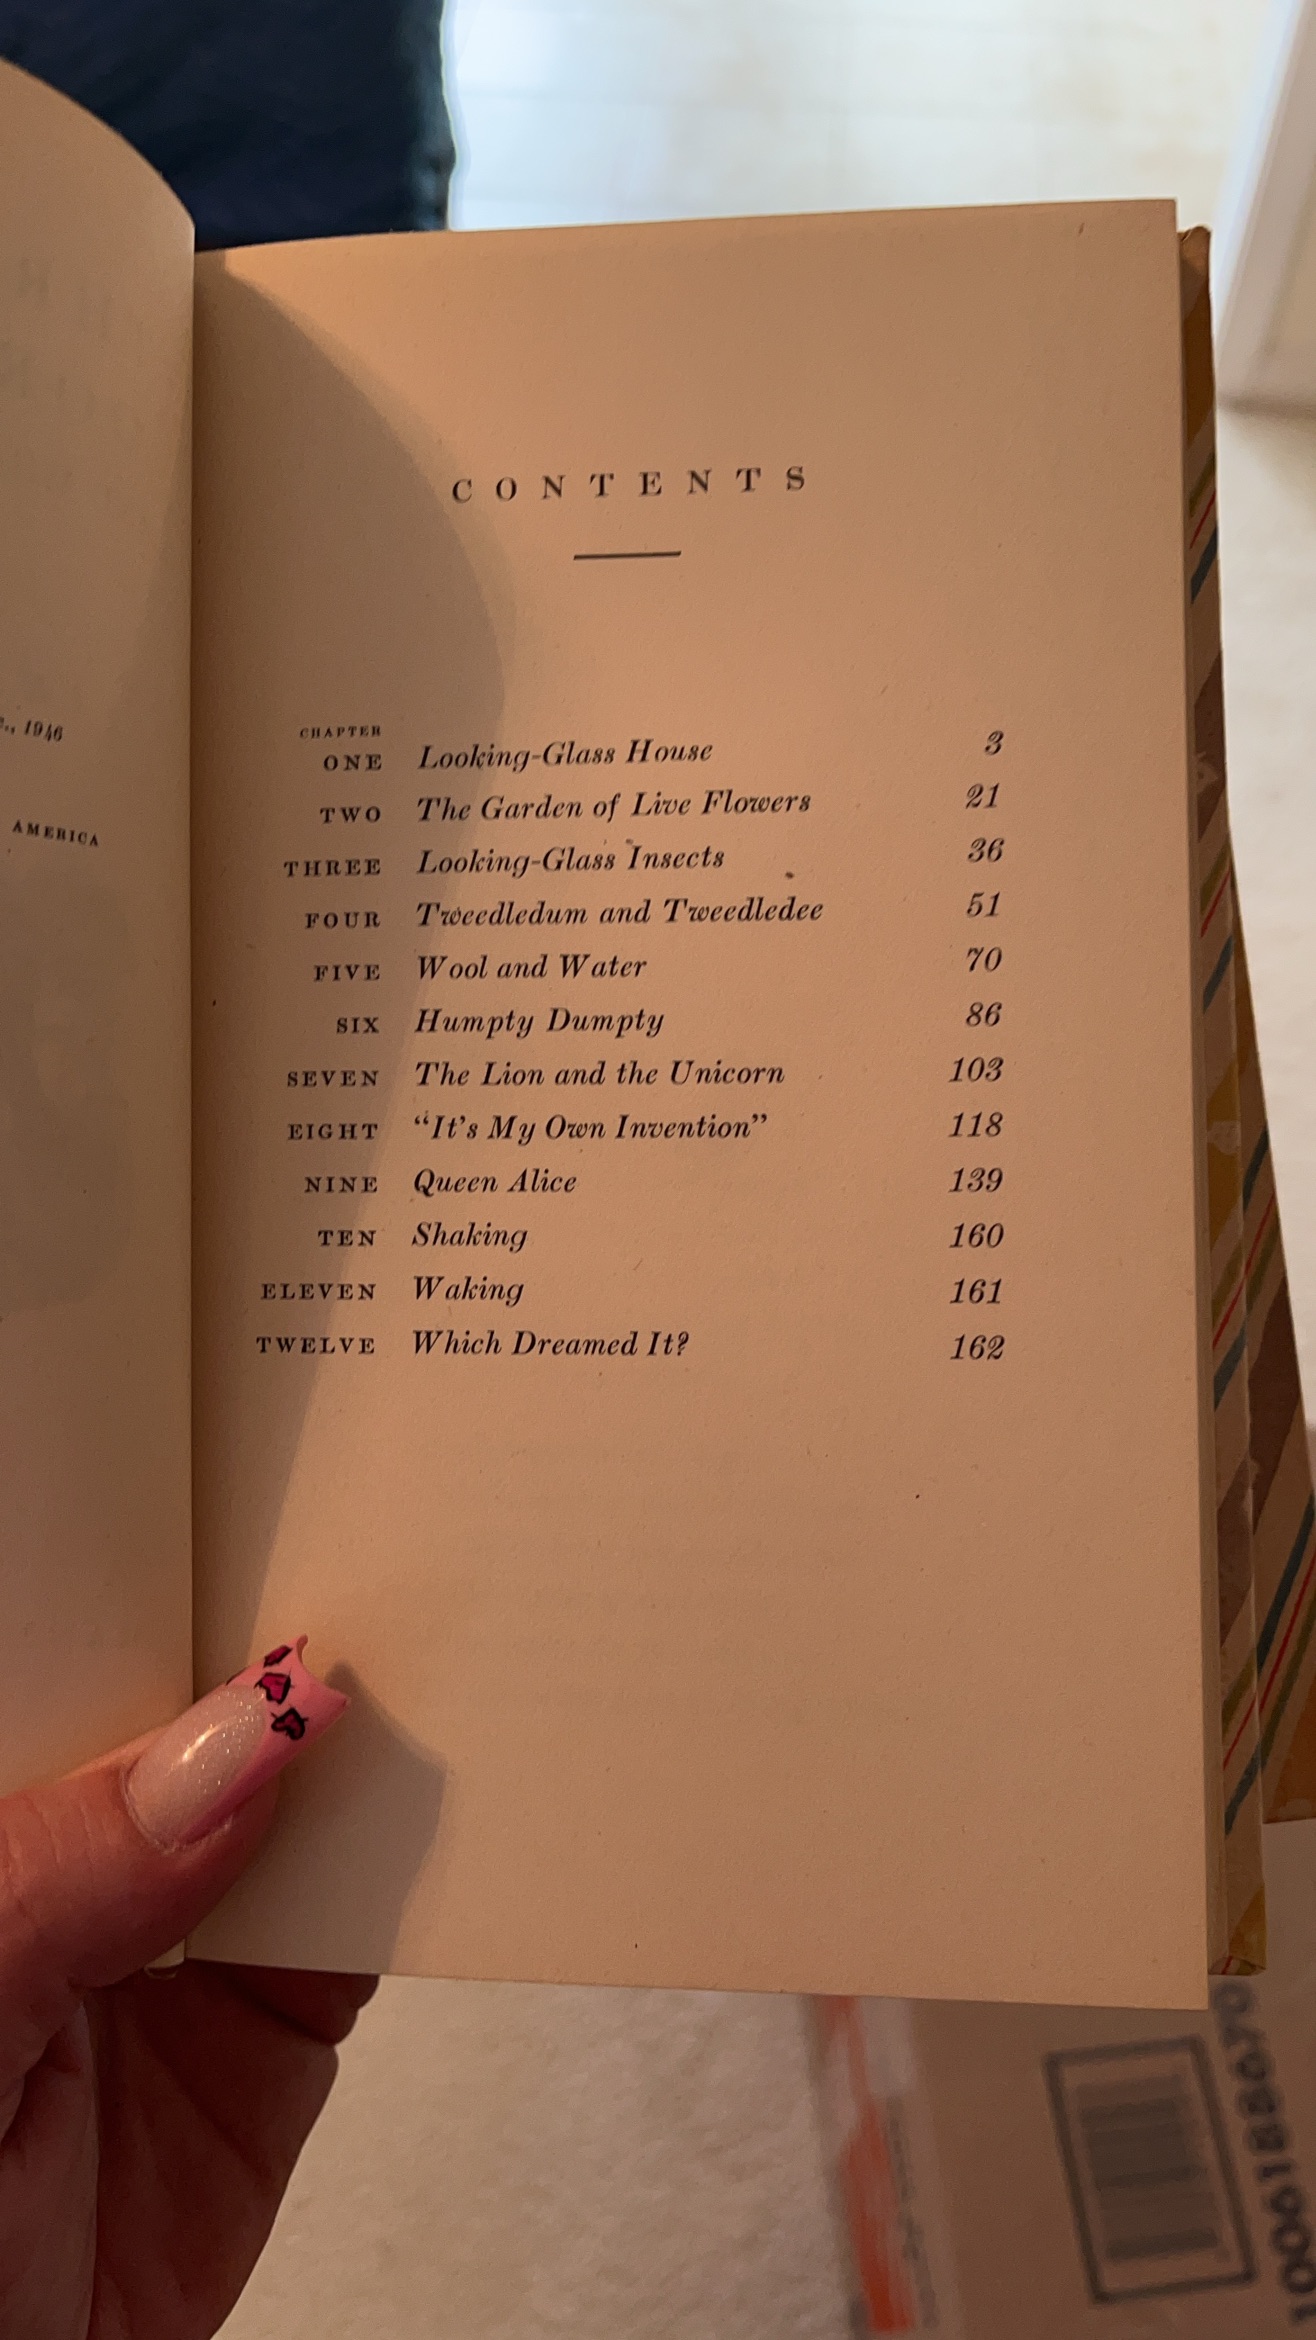 , 1946
AMERICA
CONTENTS
CHAPTER
ONE Looking-Glass House 3
TWO The Garden of Live Flowers 21
THREE Looking-Glass Insects 36
FOUR Tweedledum and Tweedledee 51
FIVE Wool and Water 70
SIX Humpty Dumpty 86
SEVEN The Lion and the Unicorn 103
EIGHT “It’s My Own Invention” 118
NINE Queen Alice 139
TEN Shaking 160
ELEVEN Waking 161
TWELVE Which Dreamed It? 162